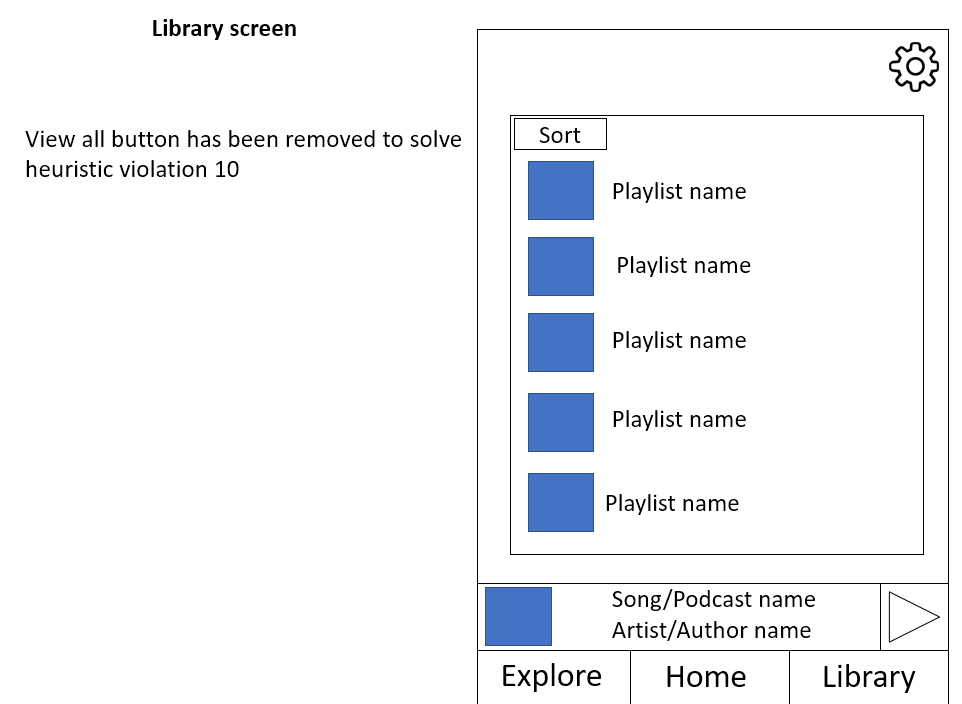 Library screen
View all button has been removed to solve
heuristic violation 10
Sort
Playlist name
Playlist name
Playlist name
Playlist name
Playlist name
Song/Podcast name
Artist/Author name
Explore
Home
Library